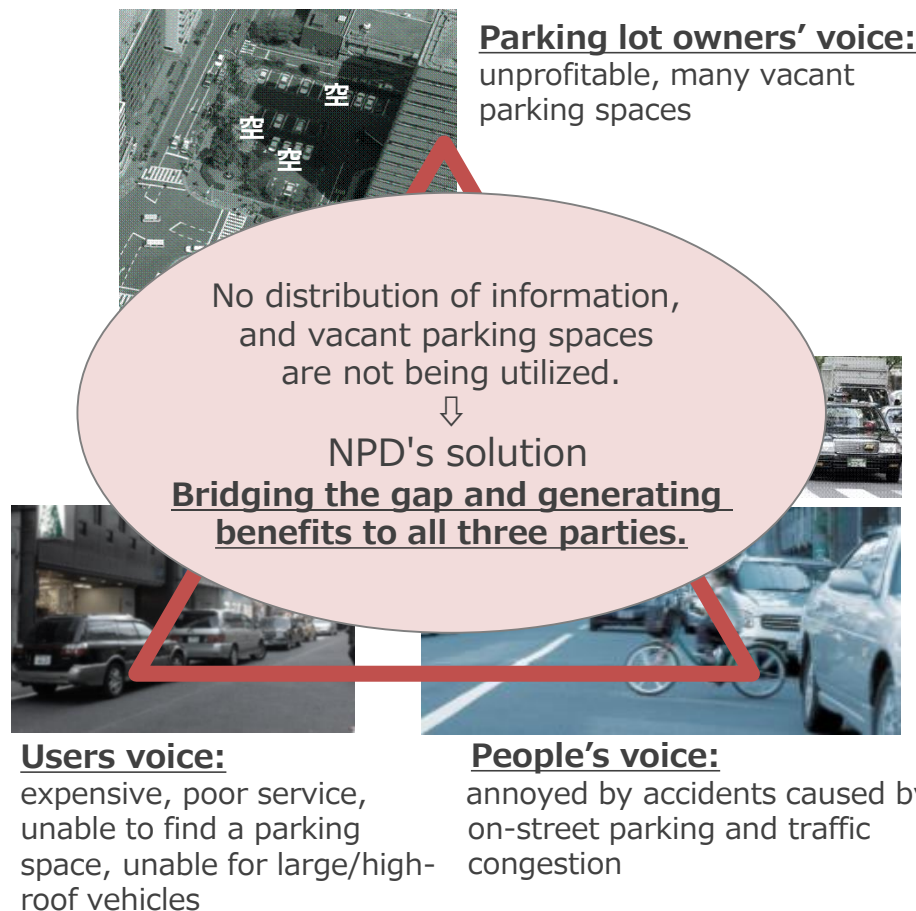 Parking lot owners’ voice:
unprofitable, many vacant
parking spaces
空
空
空
No distribution of information,
and vacant parking spaces
are not being utilized.
⇩
NPD's solution
Bridging the gap and generating
benefits to all three parties.
Users voice:
expensive, poor service,
unable to find a parking
space, unable for large/high-
roof vehicles
People’s voice:
annoyed by accidents caused by
on-street parking and traffic
congestion